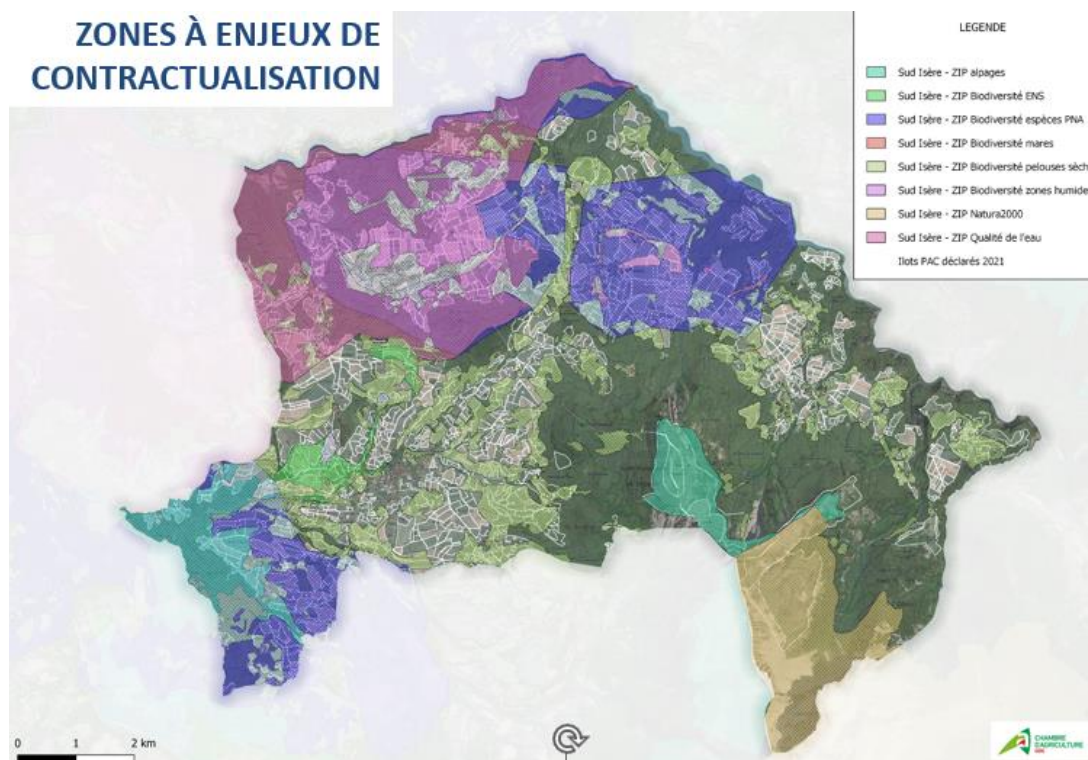 ZONES À ENJEUX DE
CONTRACTUALISATION
LEGENDE
Sud Isère - ZIP alpages
Sud Isère - ZIP Biodiversité ENS
Sud Isère - ZIP Biodiversité espèces PNA
Sud Isère - ZIP Biodiversité mares
Sud Isère - ZIP Biodiversité pelouses sèch
Sud Isère - ZIP Biodiversité zones humide
Sud Isère - ZIP Natura2000
Sud Isère - ZIP Qualité de l'eau
Ilots PAC déclarés 2021
0 1 2 km
CHAMBRE
D'AGRICULTURE